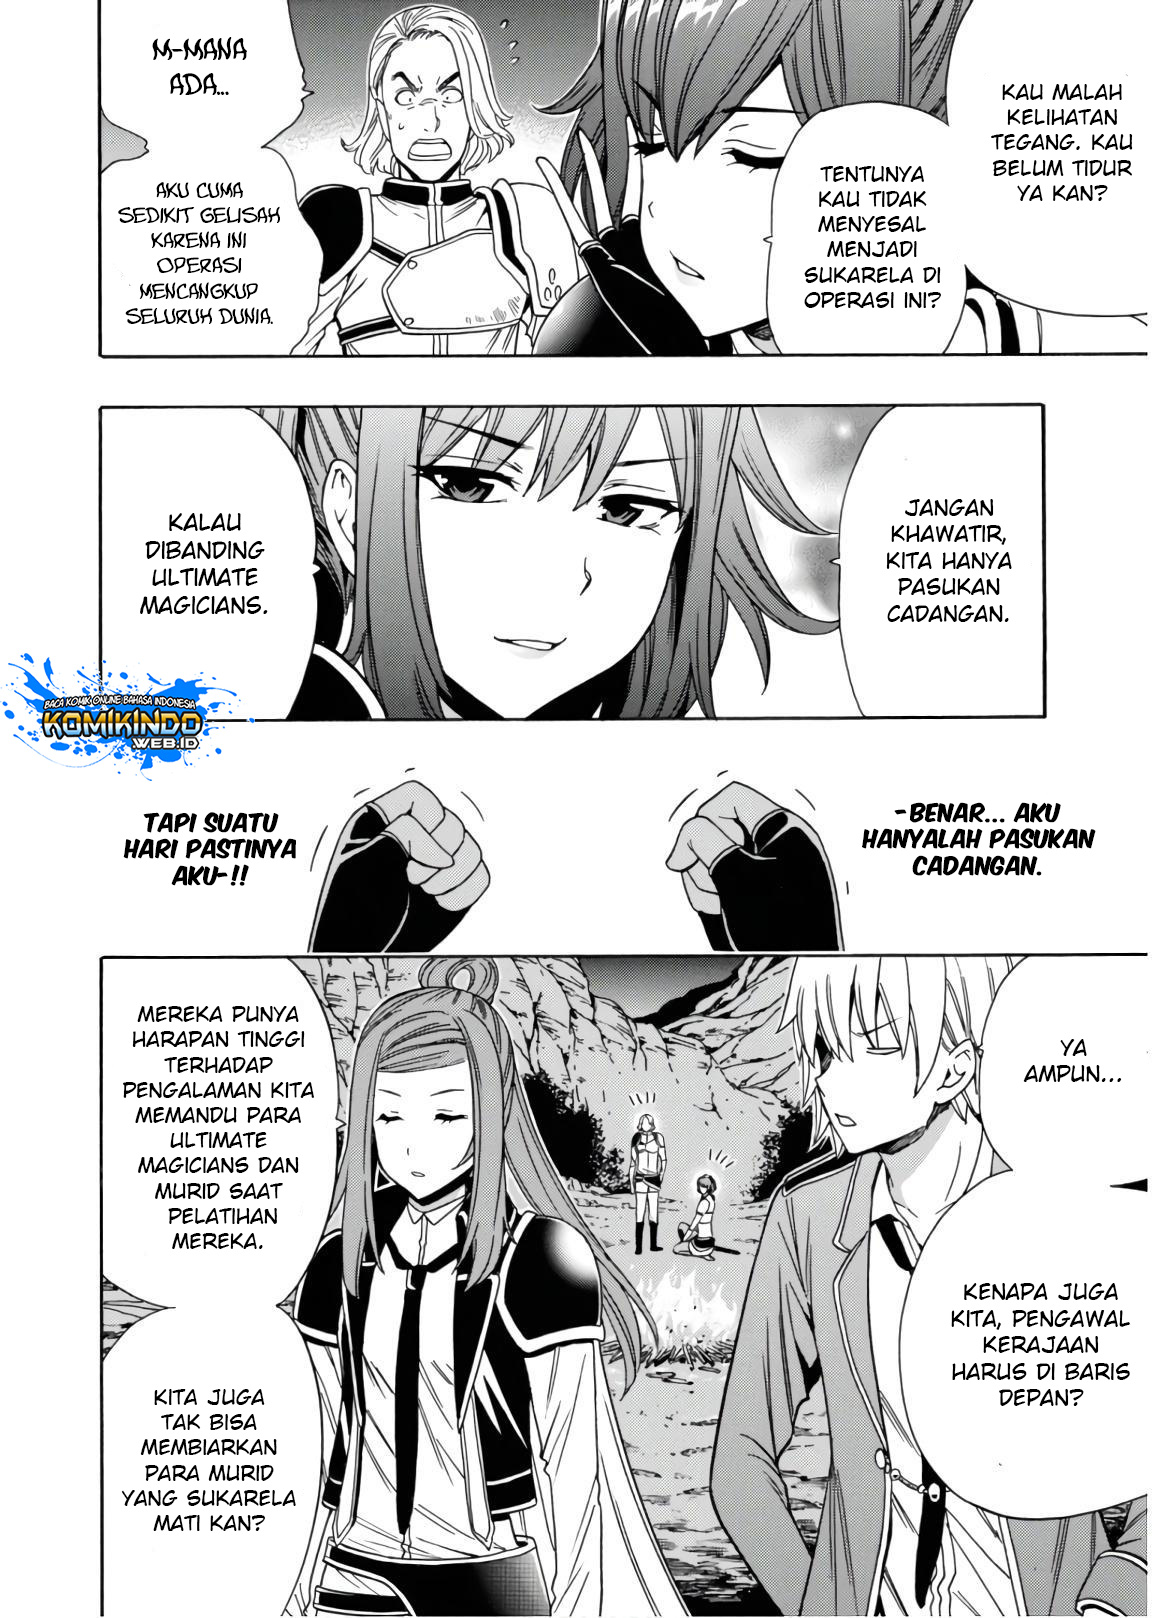 KAU MALAH
KELIHATAN
TEGANG. KAU
BELUM TIDUR
YA KAN?
TENTUNYA
KAU TIDAK
MENYESAL
MENJADI
SUKARELA DI
OPERASI INI?
M-MANA
ADA...
AKU CUMA
SEDIKIT GELISAH
KARENA INI
OPERASI
MENCANGKUP
SELURUH DUNIA.
JANGAN
KHAWATIR,
KITA HANYA
PASUKAN
CADANGAN.
KALAU
DIBANDING
ULTIMATE
MAGICIANS.
BACA KOMIK ONLINE BAHASA INDONESIA
KOMIKINDO
.WEB.ID
-BENAR... AKU
HANYALAH PASUKAN
CADANGAN.
TAPI SUATU
HARI PASTINYA
AKU-!!
YA
AMPUN...
KENAPA JUGA
KITA, PENGAWAL
KERAJAAN
HARUS DI BARIS
DEPAN?
MEREKA PUNYA
HARAPAN TINGGI
TERHADAP
PENGALAMAN KITA
MEMANDU PARA
ULTIMATE
MAGICIANS DAN
MURID SAAT
PELATIHAN
MEREKA.
KITA JUGA
TAK BISA
MEMBIARKAN
PARA MURID
YANG SUKARELA
MATI KAN?